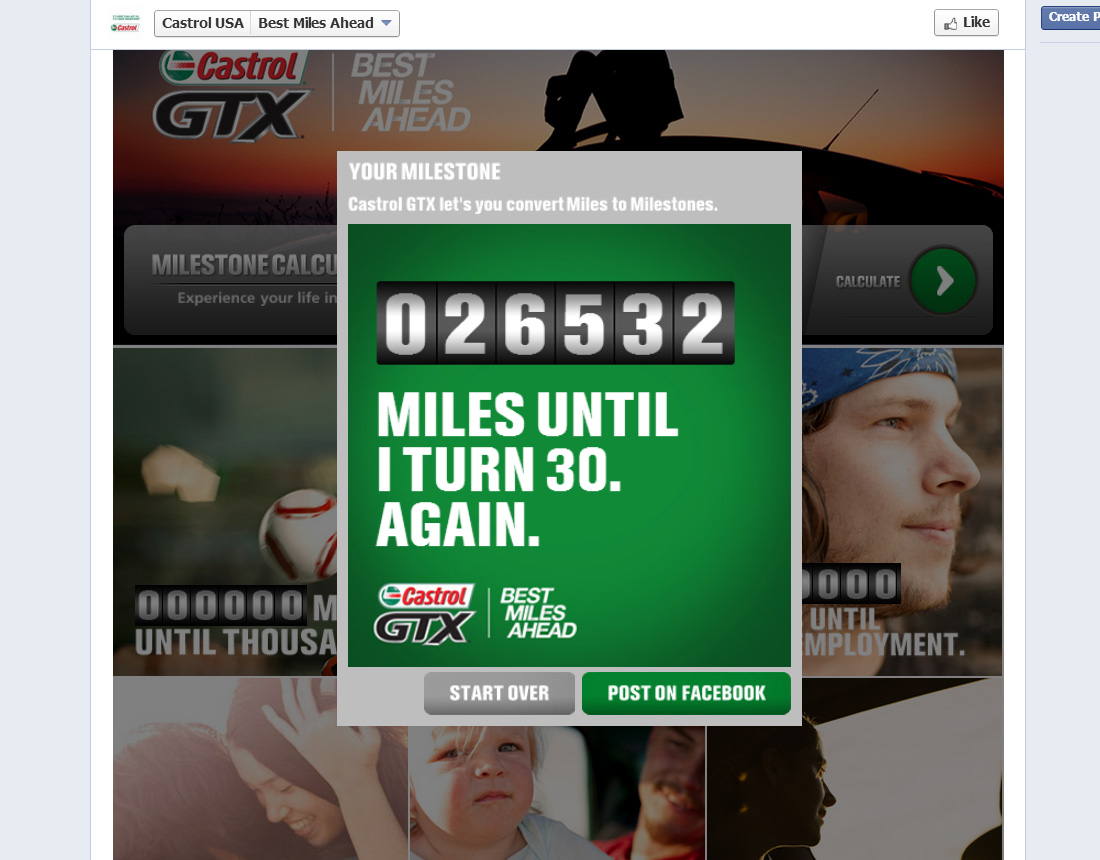 Castrol USA Best Miles Ahead
Like
Create P
Castrol
GTX
BEST
MILES
AHEAD
YOUR MILESTONE
Castrol GTX let's you convert Miles to Milestones.
MILESTONE CALCU
Experience your life in
CALCULATE
026532
MILES UNTIL
I TURN 30.
AGAIN.
Castrol
GTX
BEST
MILES
AHEAD
000000 M
UNTIL THOUSA
0000
UNTIL
EMPLOYMENT.
START OVER
POST ON FACEBOOK